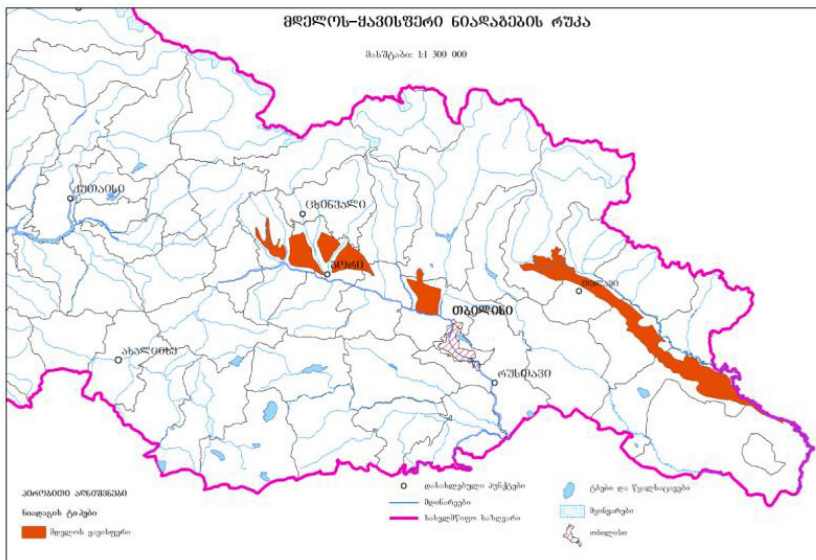 მდელოს-ყავისფერი ნიადაგების რუკა
მასშტაბი: 1:1 300 000
ქუთაისი
ცხინვალი
გორი
თელავი
თბილისი
ახალციხე
რუსთავი
პირობითი აღნიშვნები
ნიადაგის ტიპები
მდელოს ყავისფერი
დასახლებული პუნქტები
მდინარეები
სახელმწიფო საზღვარი
ტბები და წყალსაცავები
მყინვარები
თბილისი